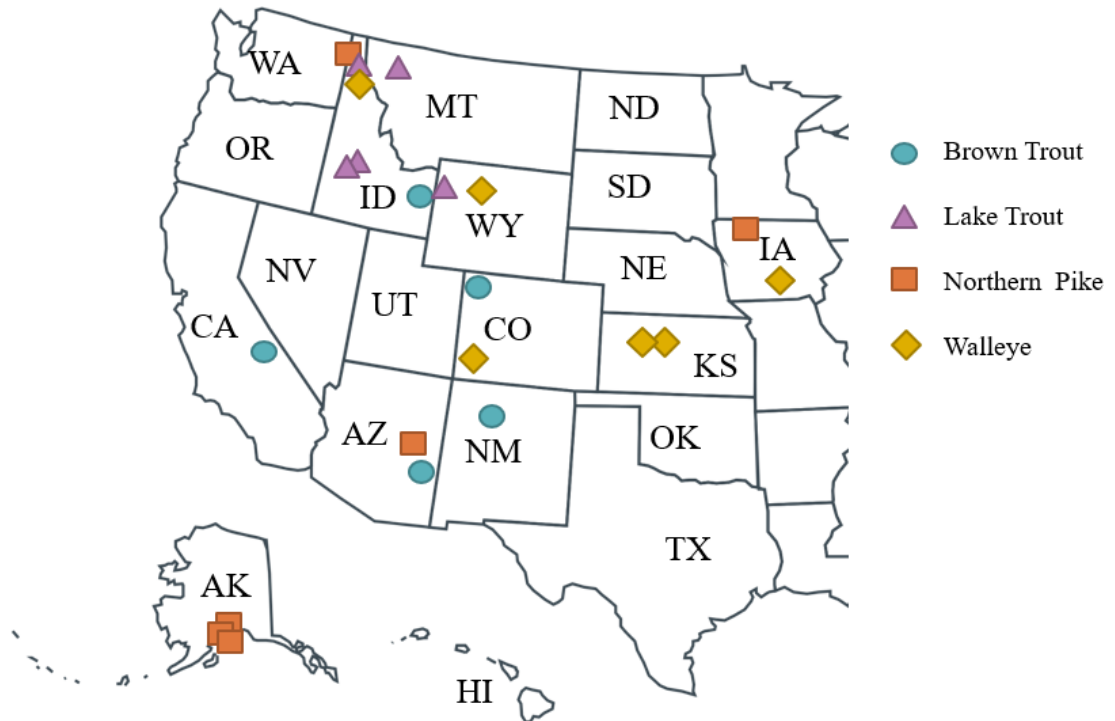 WA
MT
ND
OR
ID
SD
WY
IA
NV
NE
UT
CO
CA
KS
AZ
NM
OK
TX
AK
HI
Brown Trout
Lake Trout
Northern Pike
Walleye